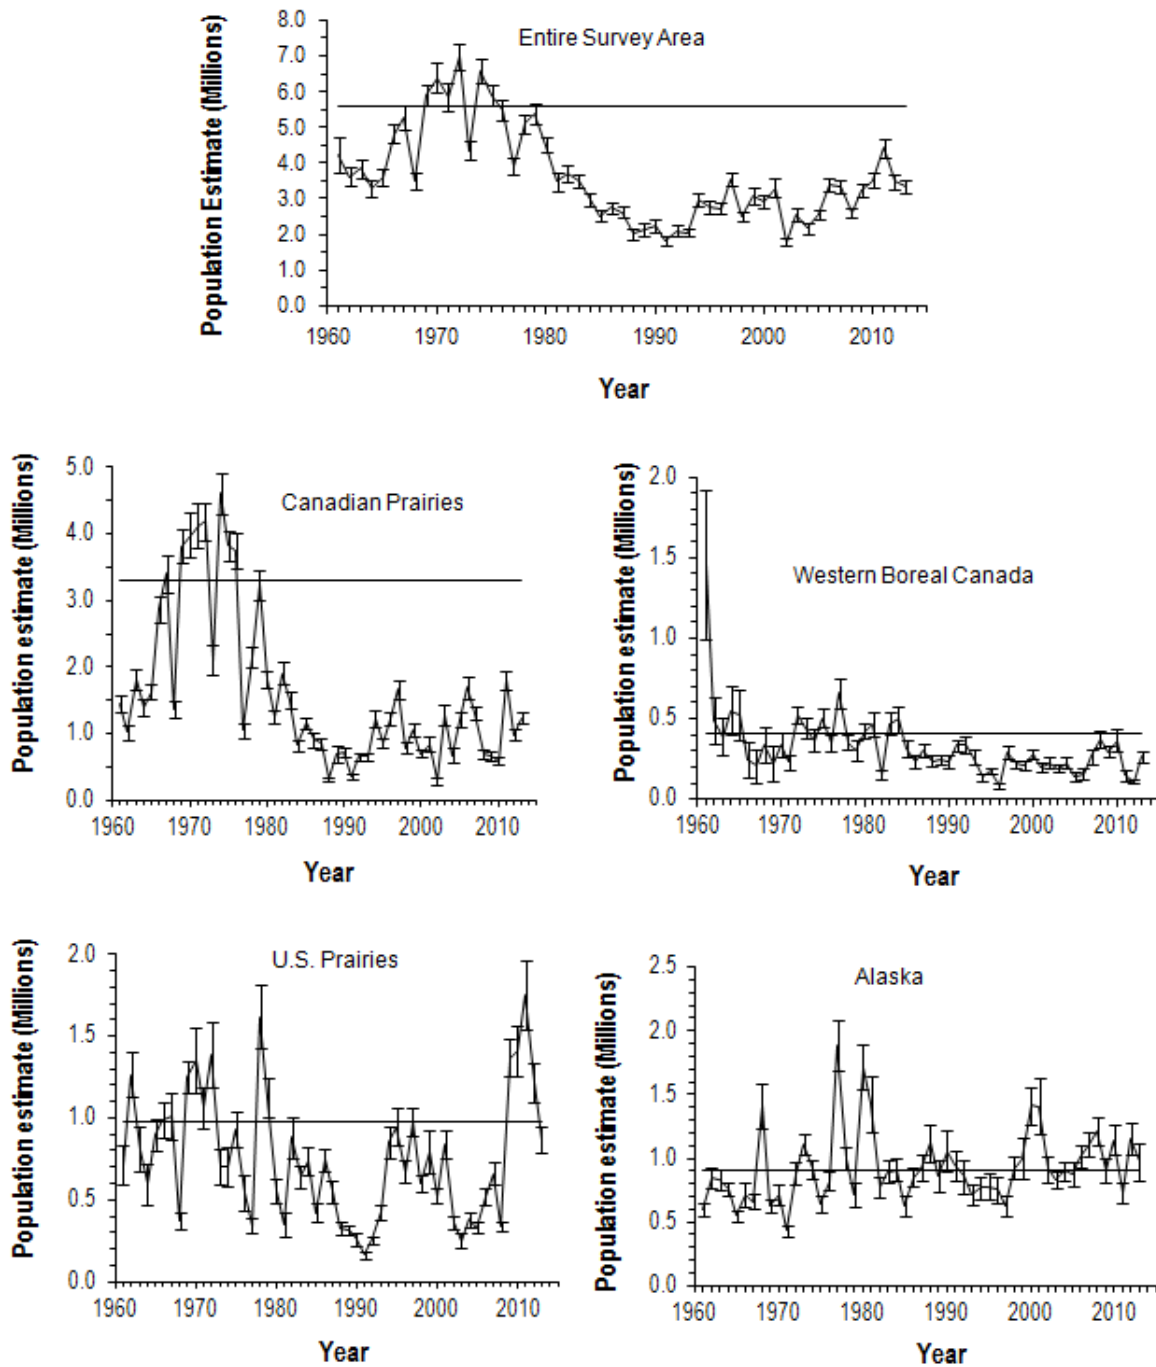 Entire Survey Area
Population Estimate (Millions)
8.0
7.0
6.0
5.0
4.0
3.0
2.0
1.0
0.0
1960 1970 1980 1990 2000 2010
Year
Canadian Prairies
Population estimate (Millions)
5.0
4.0
3.0
2.0
1.0
0.0
1960 1970 1980 1990 2000 2010
Year
Western Boreal Canada
Population estimate (Millions)
2.0
1.5
1.0
0.5
0.0
1960 1970 1980 1990 2000 2010
Year
U.S. Prairies
Population estimate (Millions)
2.0
1.5
1.0
0.5
0.0
1960 1970 1980 1990 2000 2010
Year
Alaska
Population estimate (Millions)
2.5
2.0
1.5
1.0
0.5
0.0
1960 1970 1980 1990 2000 2010
Year